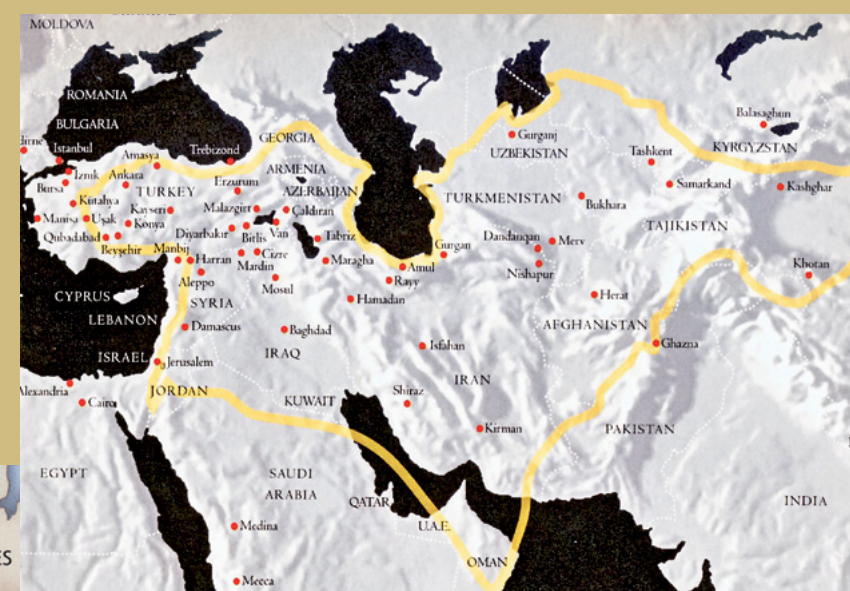 MOLDOVA
ROMANIA
BULGARIA
Istanbul
Iznik
Bursa
Kütahya
Manisa
Uşak
Qubadabad
Beyşehir
Amasya
Ankara
TURKEY
Kayseri
Konya
Trebizond
Erzurum
Malazgirt
Diyarbakır
Bitlis
Mardin
Cizre
Van
Çaldıran
GEORGIA
ARMENIA
AZERBAIJAN
Tabriz
Maragha
Manbij
Harran
Aleppo
Mosul
SYRIA
CYPRUS
LEBANON
Damascus
ISRAEL
Jerusalem
JORDAN
Alexandria
Cairo
EGYPT
Baghdad
IRAQ
KUWAIT
SAUDI
ARABIA
Medina
Mecca
QATAR
U.A.E.
OMAN
Hamadan
Rayy
Amul
Gurgan
Isfahan
IRAN
Shiraz
Kirman
Gurganj
UZBEKISTAN
TURKMENISTAN
Dandanqan
Merv
Nishapur
Bukhara
Tashkent
Samarkand
Balasaghun
KYRGYZSTAN
Kashghar
TAJIKISTAN
Khotan
Herat
AFGHANISTAN
Ghazna
PAKISTAN
INDIA